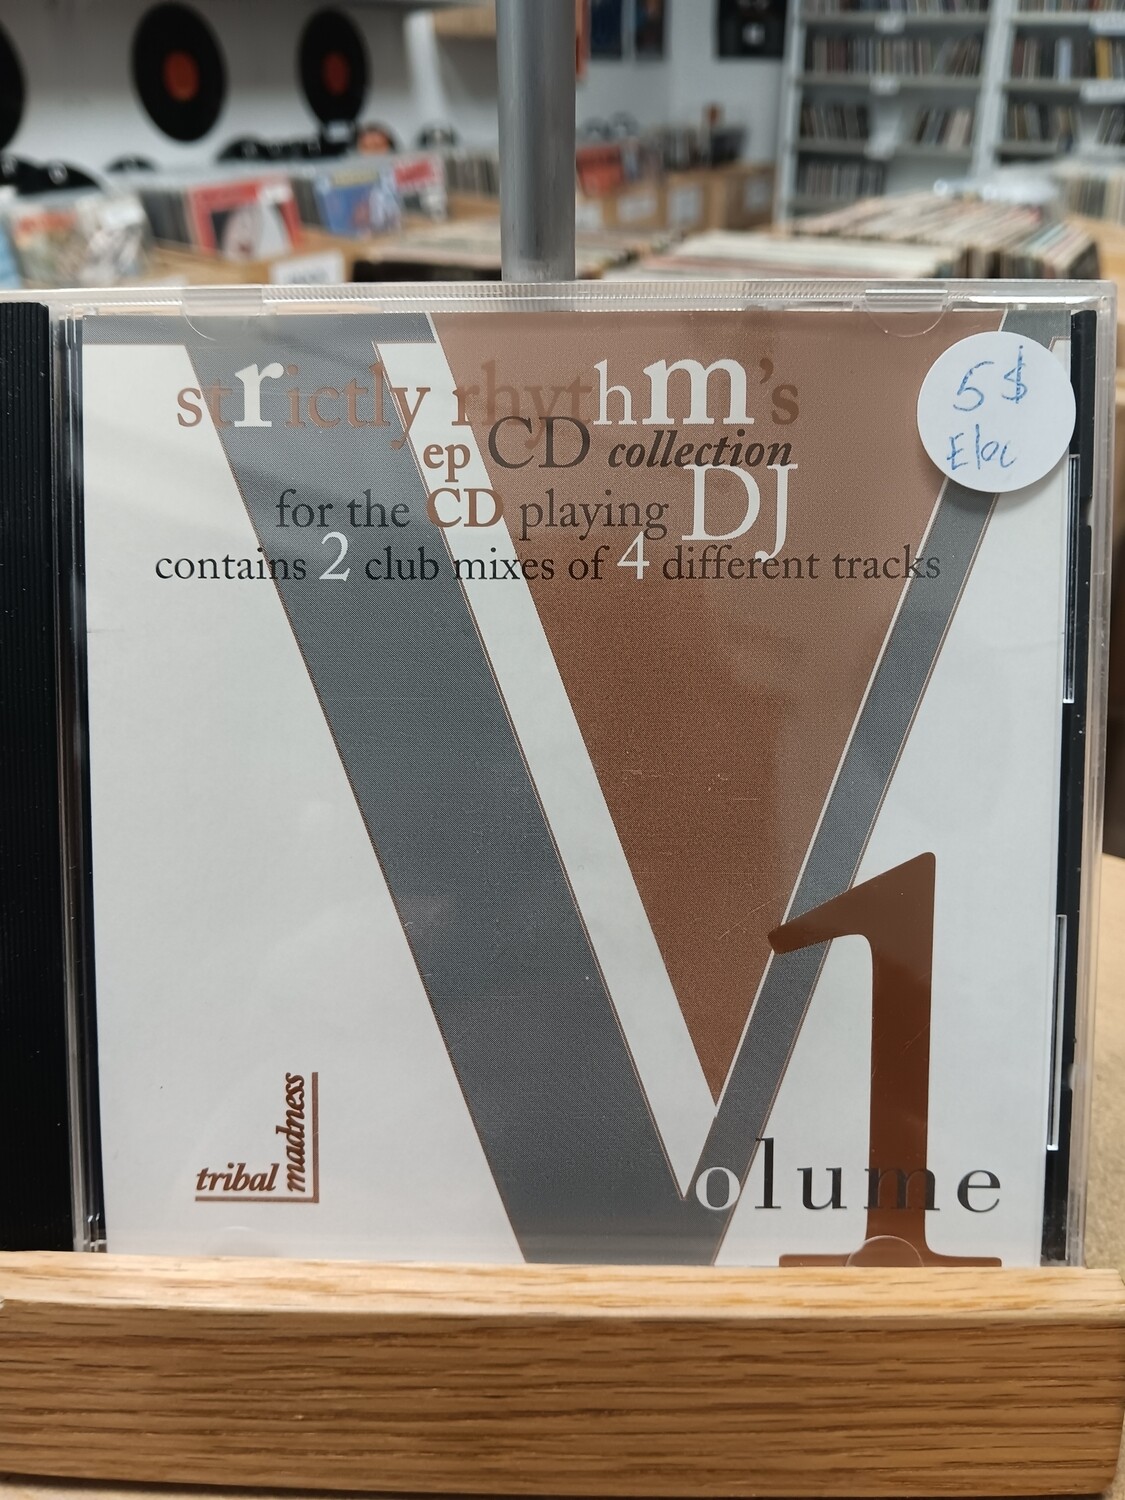 strictly rhythm's
ep CD collection
for the CD playing DJ
contains 2 club mixes of 4 different tracks
5$
Elec
tribal madness
Volume
1